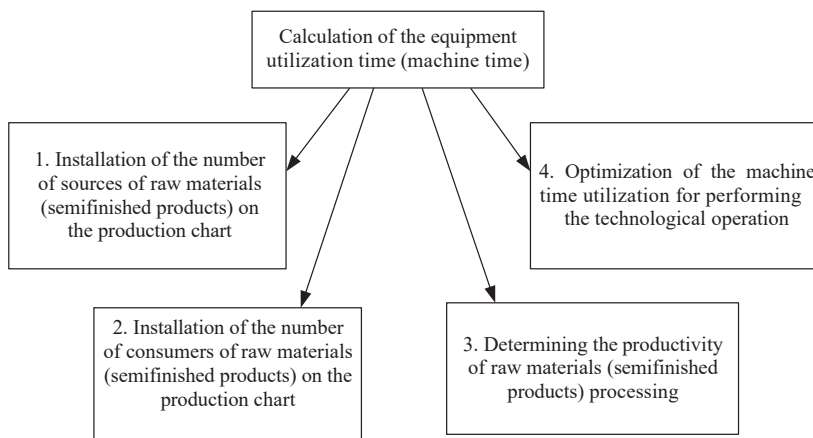 Calculation of the equipment
utilization time (machine time)
1. Installation of the number
of sources of raw materials
(semifinished products) on
the production chart
4. Optimization of the machine
time utilization for performing
the technological operation
2. Installation of the number
of consumers of raw materials
(semifinished products) on the
production chart
3. Determining the productivity
of raw materials (semifinished
products) processing